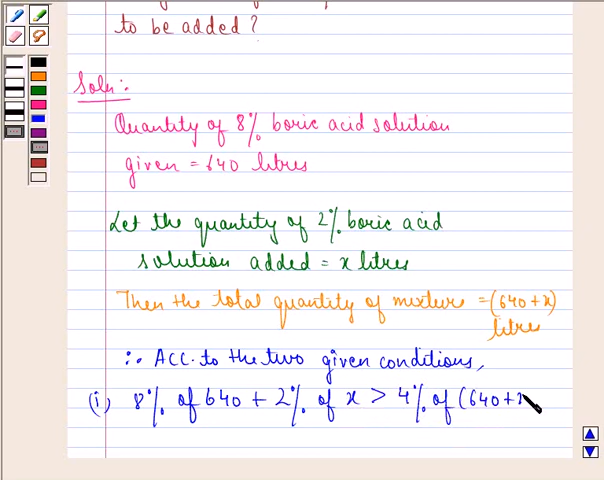 to be added?
Soln:
Quantity of 8% boric acid solution
given = 640 litres
Let the quantity of 2% boric acid
solution added = x litres
Then the total quantity of mixture = (640+x)
litres
∴ Acc. to the two given conditions,
(i) 8% of 640 + 2% of x > 4% of (640+x